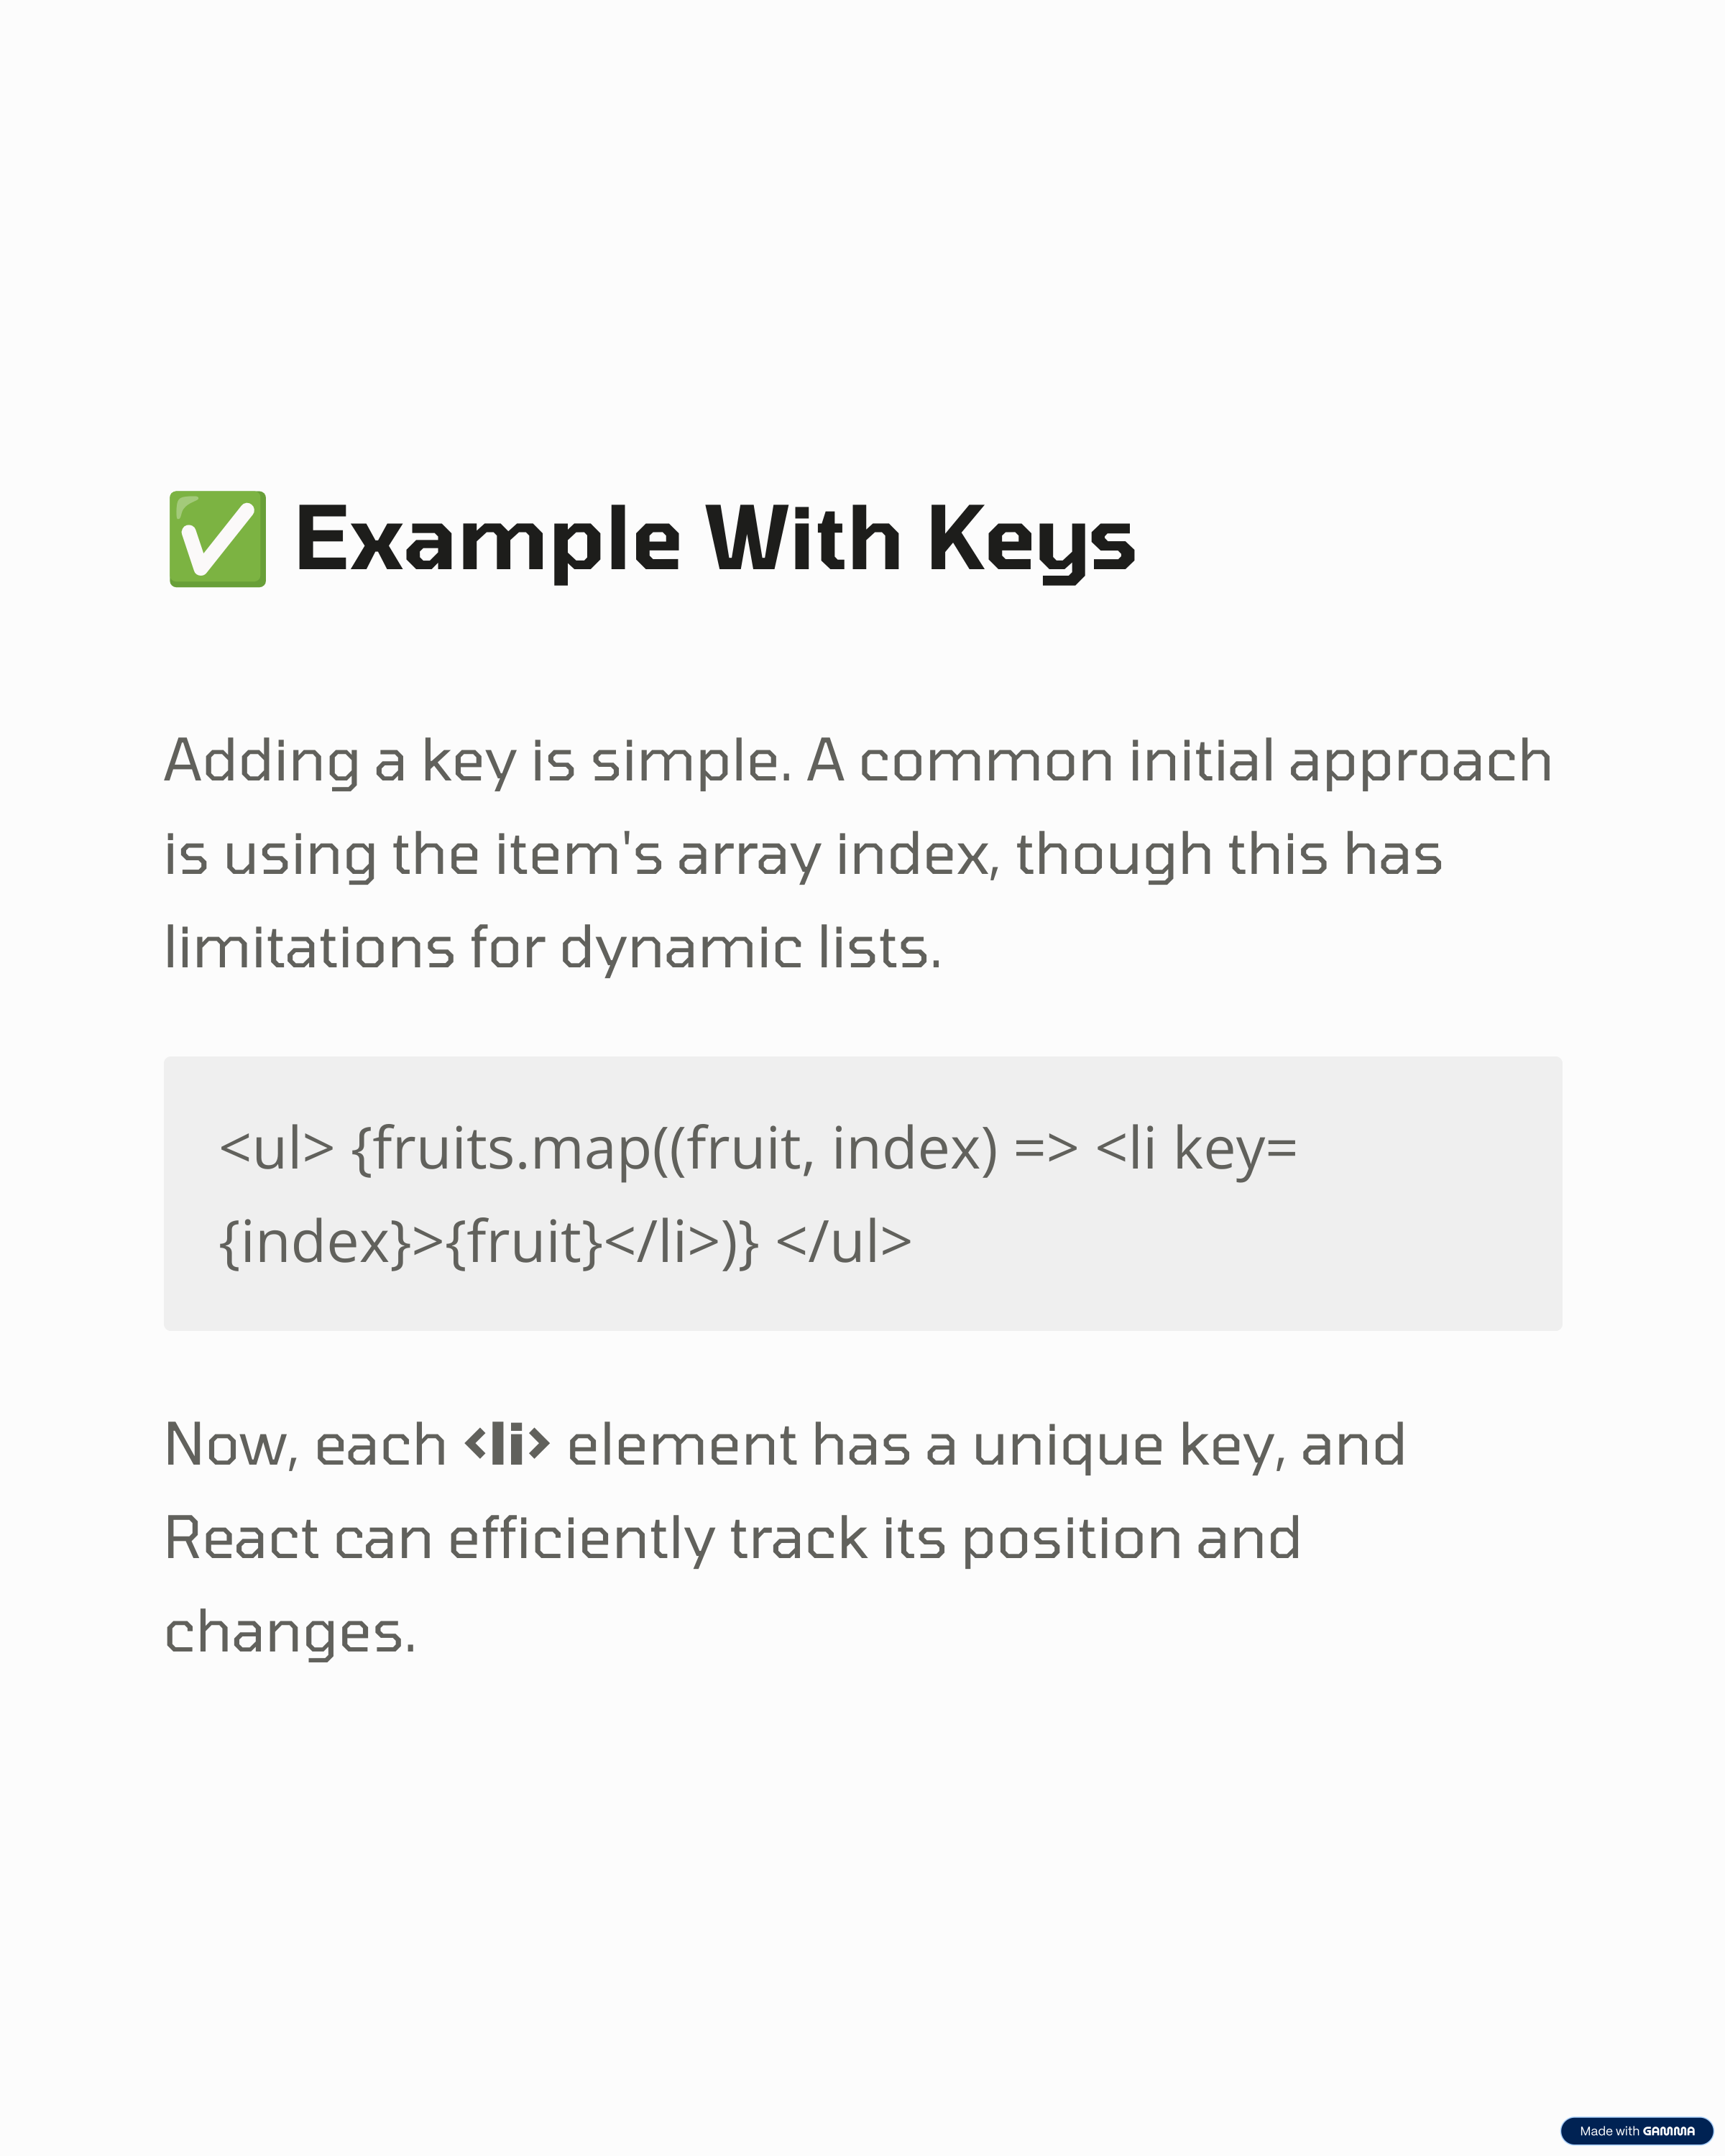 ✅ Example With Keys
Adding a key is simple. A common initial approach
is using the item's array index, though this has
limitations for dynamic lists.
<ul> {fruits.map((fruit, index) => <li key=
{index}>{fruit}</li>)} </ul>
Now, each <li> element has a unique key, and
React can efficiently track its position and
changes.
Made with GAMMA